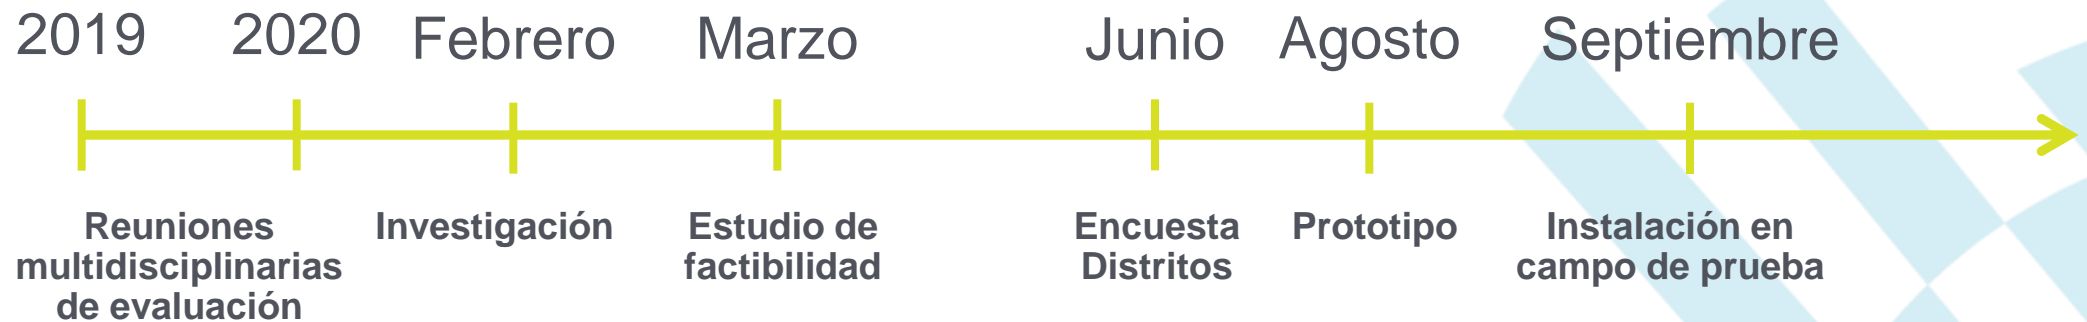 2019 2020 Febrero Marzo Junio Agosto Septiembre
Reuniones
multidisciplinarias
de evaluación
Investigación
Estudio de
factibilidad
Encuesta
Distritos
Prototipo
Instalación en
campo de prueba